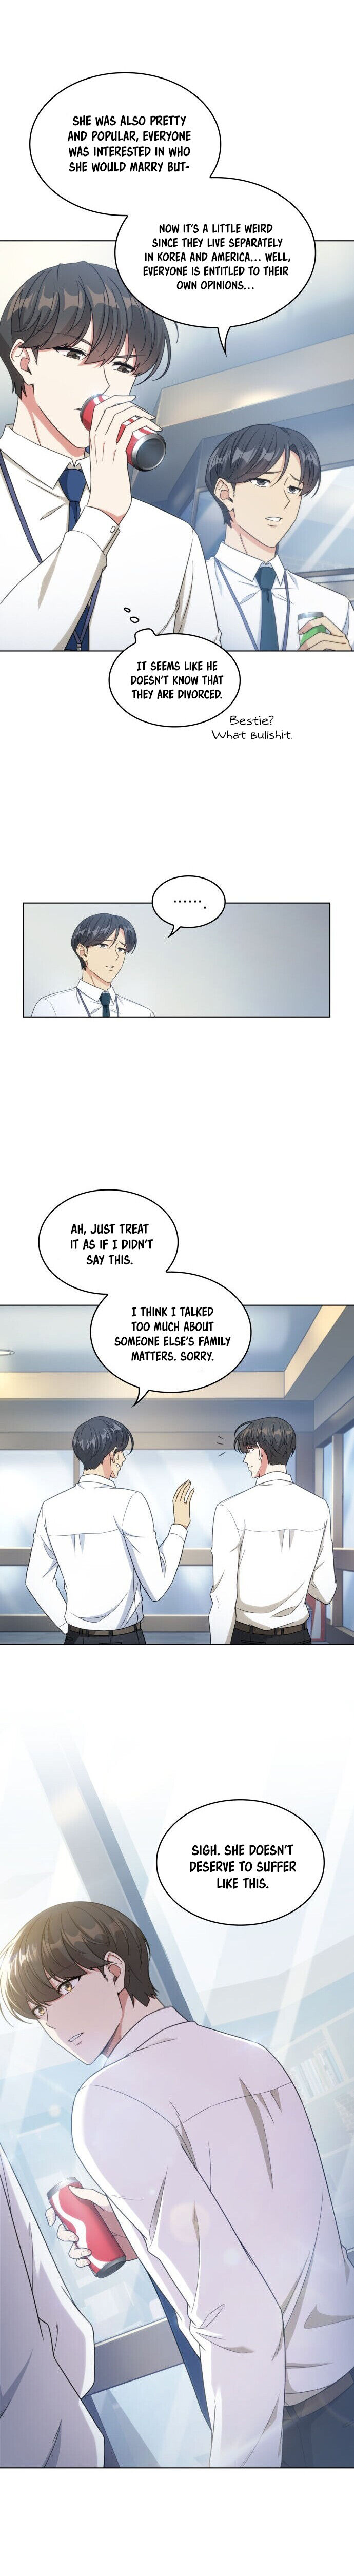 SHE WAS ALSO PRETTY
AND POPULAR, EVERYONE
WAS INTERESTED IN WHO
SHE WOULD MARRY BUT-
NOW IT'S A LITTLE WEIRD
SINCE THEY LIVE SEPARATELY
IN KOREA AND AMERICA... WELL,
EVERYONE IS ENTITLED TO THEIR
OWN OPINIONS...
IT SEEMS LIKE HE
DOESN'T KNOW THAT
THEY ARE DIVORCED.
Bestie?
What bullshit.
.......
AH, JUST TREAT
IT AS IF I DIDN'T
SAY THIS.
I THINK I TALKED
TOO MUCH ABOUT
SOMEONE ELSE'S FAMILY
MATTERS. SORRY.
SIGH. SHE DOESN'T
DESERVE TO SUFFER
LIKE THIS.